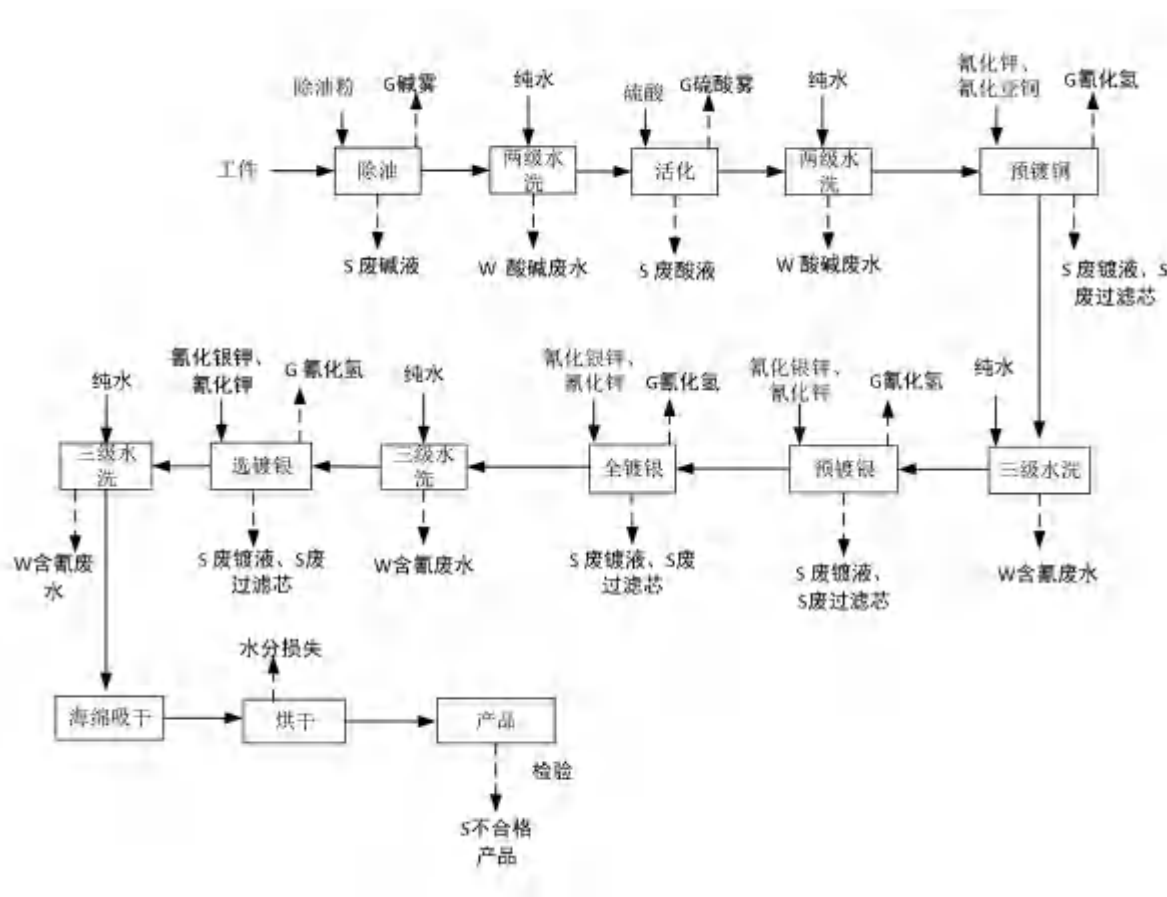 除油粉
G碱雾
纯水
硫酸
G硫酸雾
纯水
氰化钾、
氰化亚铜
G氰化氢
工件
除油
两级水
洗
活化
两级水
洗
预镀铜
S 废碱液
W 酸碱废水
S 废酸液
W 酸碱废水
S 废镀液、S
废过滤芯
纯水
氰化银钾、
氰化钾
G 氰化氢
纯水
氰化银钾、
氰化钾
G氰化氢
氰化银钾、
氰化钾
G氰化氢
纯水
三级水
洗
选镀银
三级水
洗
全镀银
预镀银
三级水洗
W含氰废
水
S 废镀液、S废
过滤芯
W含氰废水
S 废镀液、S废
过滤芯
S 废镀液、
S废过滤芯
W含氰废水
水分损失
海绵吸干
烘干
产品
检验
S不合格
产品